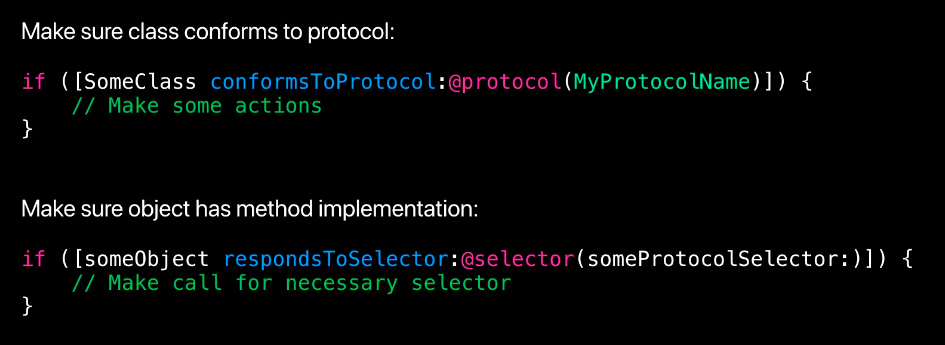 Make sure class conforms to protocol:
if ([SomeClass conformsToProtocol:@protocol(MyProtocolName)]) {
    // Make some actions
}
Make sure object has method implementation:
if ([someObject respondsToSelector:@selector(someProtocolSelector:)]) {
    // Make call for necessary selector
}